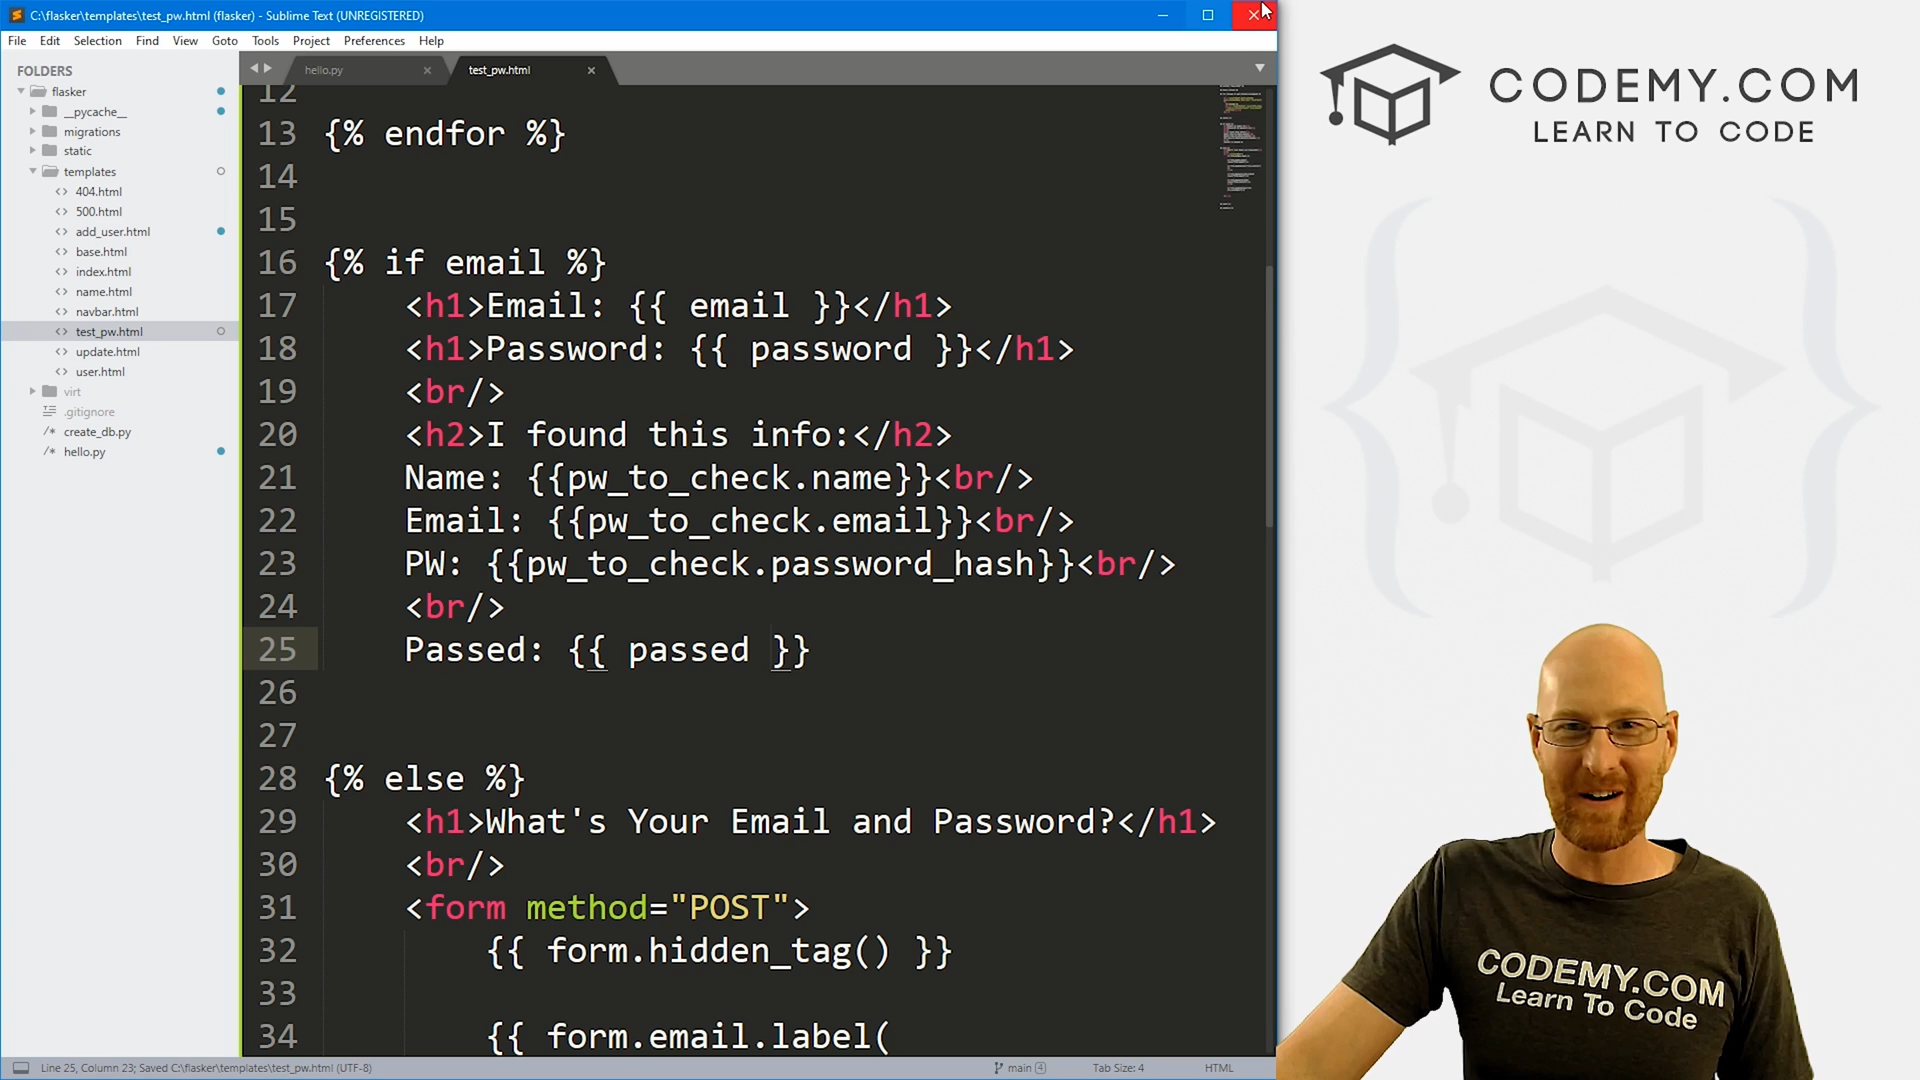 C:\flasker\templates\test_pw.html (flasker) - Sublime Text (UNREGISTERED)
File Edit Selection Find View Goto Tools Project Preferences Help
FOLDERS
flasker
__pycache__
migrations
static
templates
404.html
500.html
add_user.html
base.html
index.html
name.html
navbar.html
test_pw.html
update.html
user.html
virt
.gitignore
create_db.py
hello.py
hello.py
test_pw.html
12
13 {% endfor %}
14
15
16 {% if email %}
17 <h1>Email: {{ email }}</h1>
18 <h1>Password: {{ password }}</h1>
19 <br/>
20 <h2>I found this info:</h2>
21 Name: {{pw_to_check.name}}<br/>
22 Email: {{pw_to_check.email}}<br/>
23 PW: {{pw_to_check.password_hash}}<br/>
24 <br/>
25 Passed: {{ passed }}
26
27
28 {% else %}
29 <h1>What's Your Email and Password?</h1>
30 <br/>
31 <form method="POST">
32 {{ form.hidden_tag() }}
33
34 {{ form.email.label(
Line 25, Column 23; Saved C:\flasker\templates\test_pw.html (UTF-8)
main 4
Tab Size: 4
HTML
CODEMY.COM
LEARN TO CODE
CODEMY.COM
Learn To Code